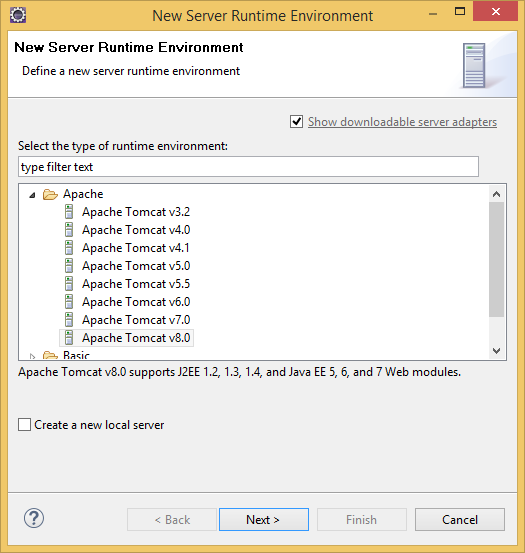 New Server Runtime Environment
New Server Runtime Environment
Define a new server runtime environment
Show downloadable server adapters
Select the type of runtime environment:
type filter text
Apache
Apache Tomcat v3.2
Apache Tomcat v4.0
Apache Tomcat v4.1
Apache Tomcat v5.0
Apache Tomcat v5.5
Apache Tomcat v6.0
Apache Tomcat v7.0
Apache Tomcat v8.0
Basic
Apache Tomcat v8.0 supports J2EE 1.2, 1.3, 1.4, and Java EE 5, 6, and 7 Web modules.
Create a new local server
? < Back Next > Finish Cancel